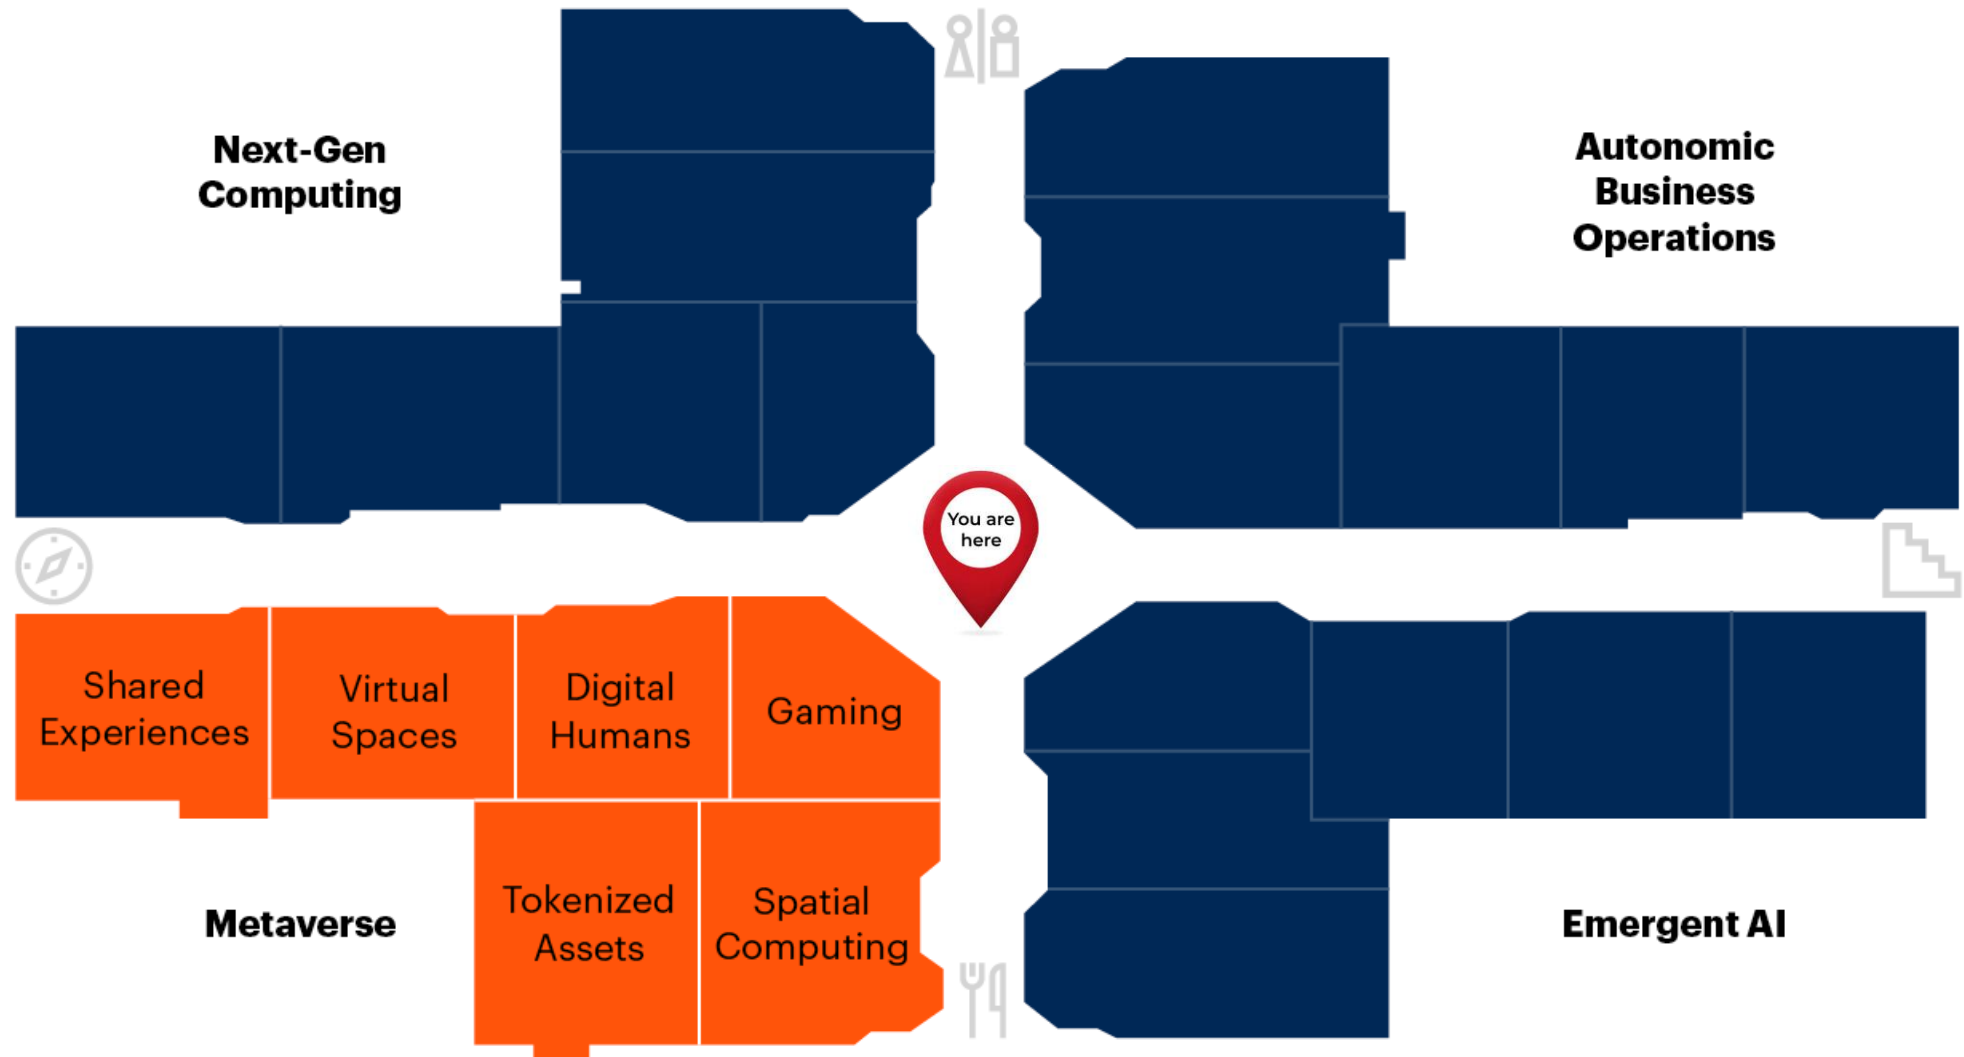 Next-Gen
Computing
Autonomic
Business
Operations
You are
here
Shared
Experiences
Virtual
Spaces
Digital
Humans
Gaming
Tokenized
Assets
Spatial
Computing
Metaverse
Emergent AI